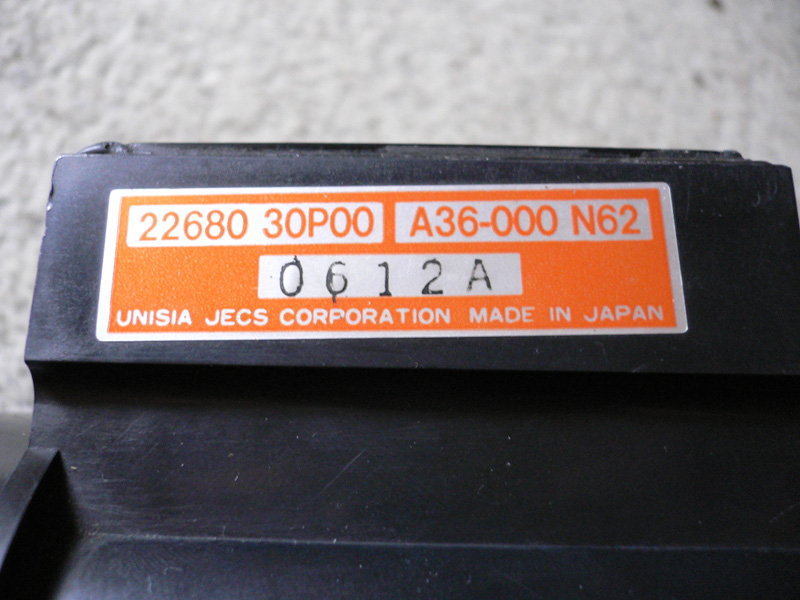 22680 30P00 A36-000 N62
0612A
UNISIA JECS CORPORATION MADE IN JAPAN